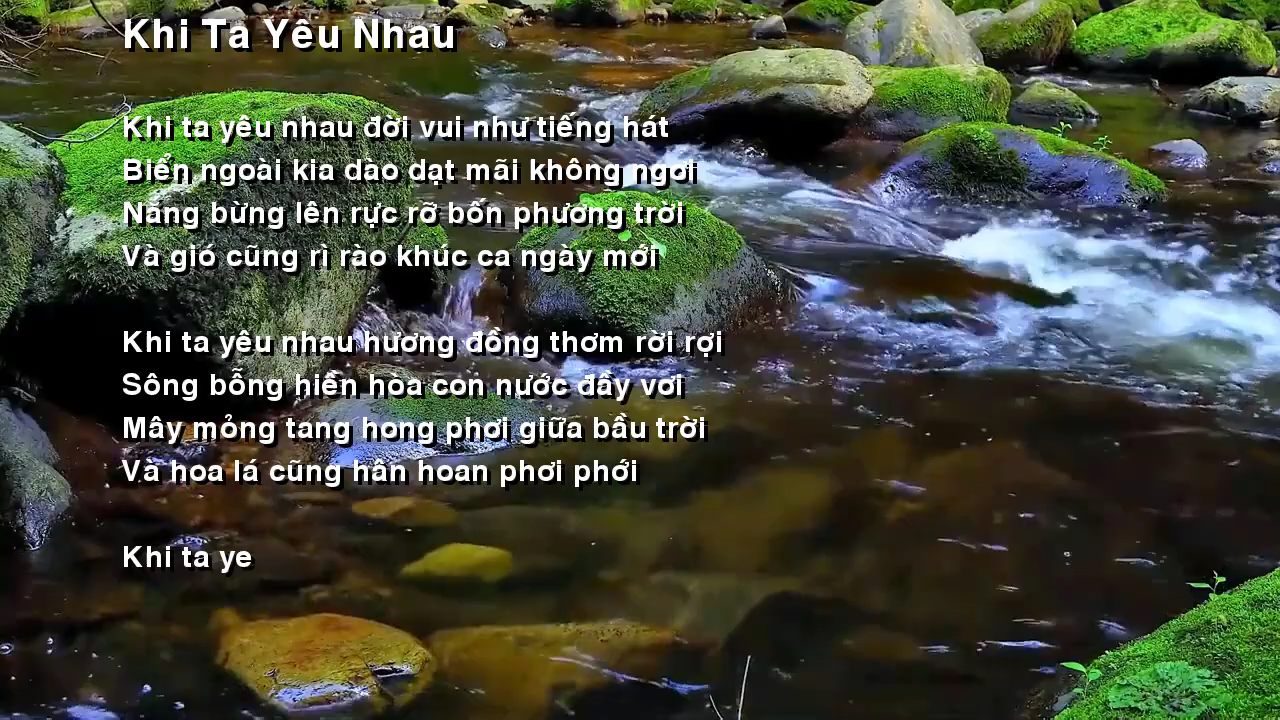 Khi Ta Yêu Nhau
Khi ta yêu nhau đời vui như tiếng hát
Biển ngoài kia dào dạt mãi không ngơi
Nắng bừng lên rực rỡ bốn phương trời
Và gió cũng rì rào khúc ca ngày mới
Khi ta yêu nhau hương đồng thơm rời rợi
Sông bỗng hiền hòa con nước đầy vơi
Mây mỏng tang hong phơi giữa bầu trời
Và hoa lá cũng hân hoan phơi phới
Khi ta ye